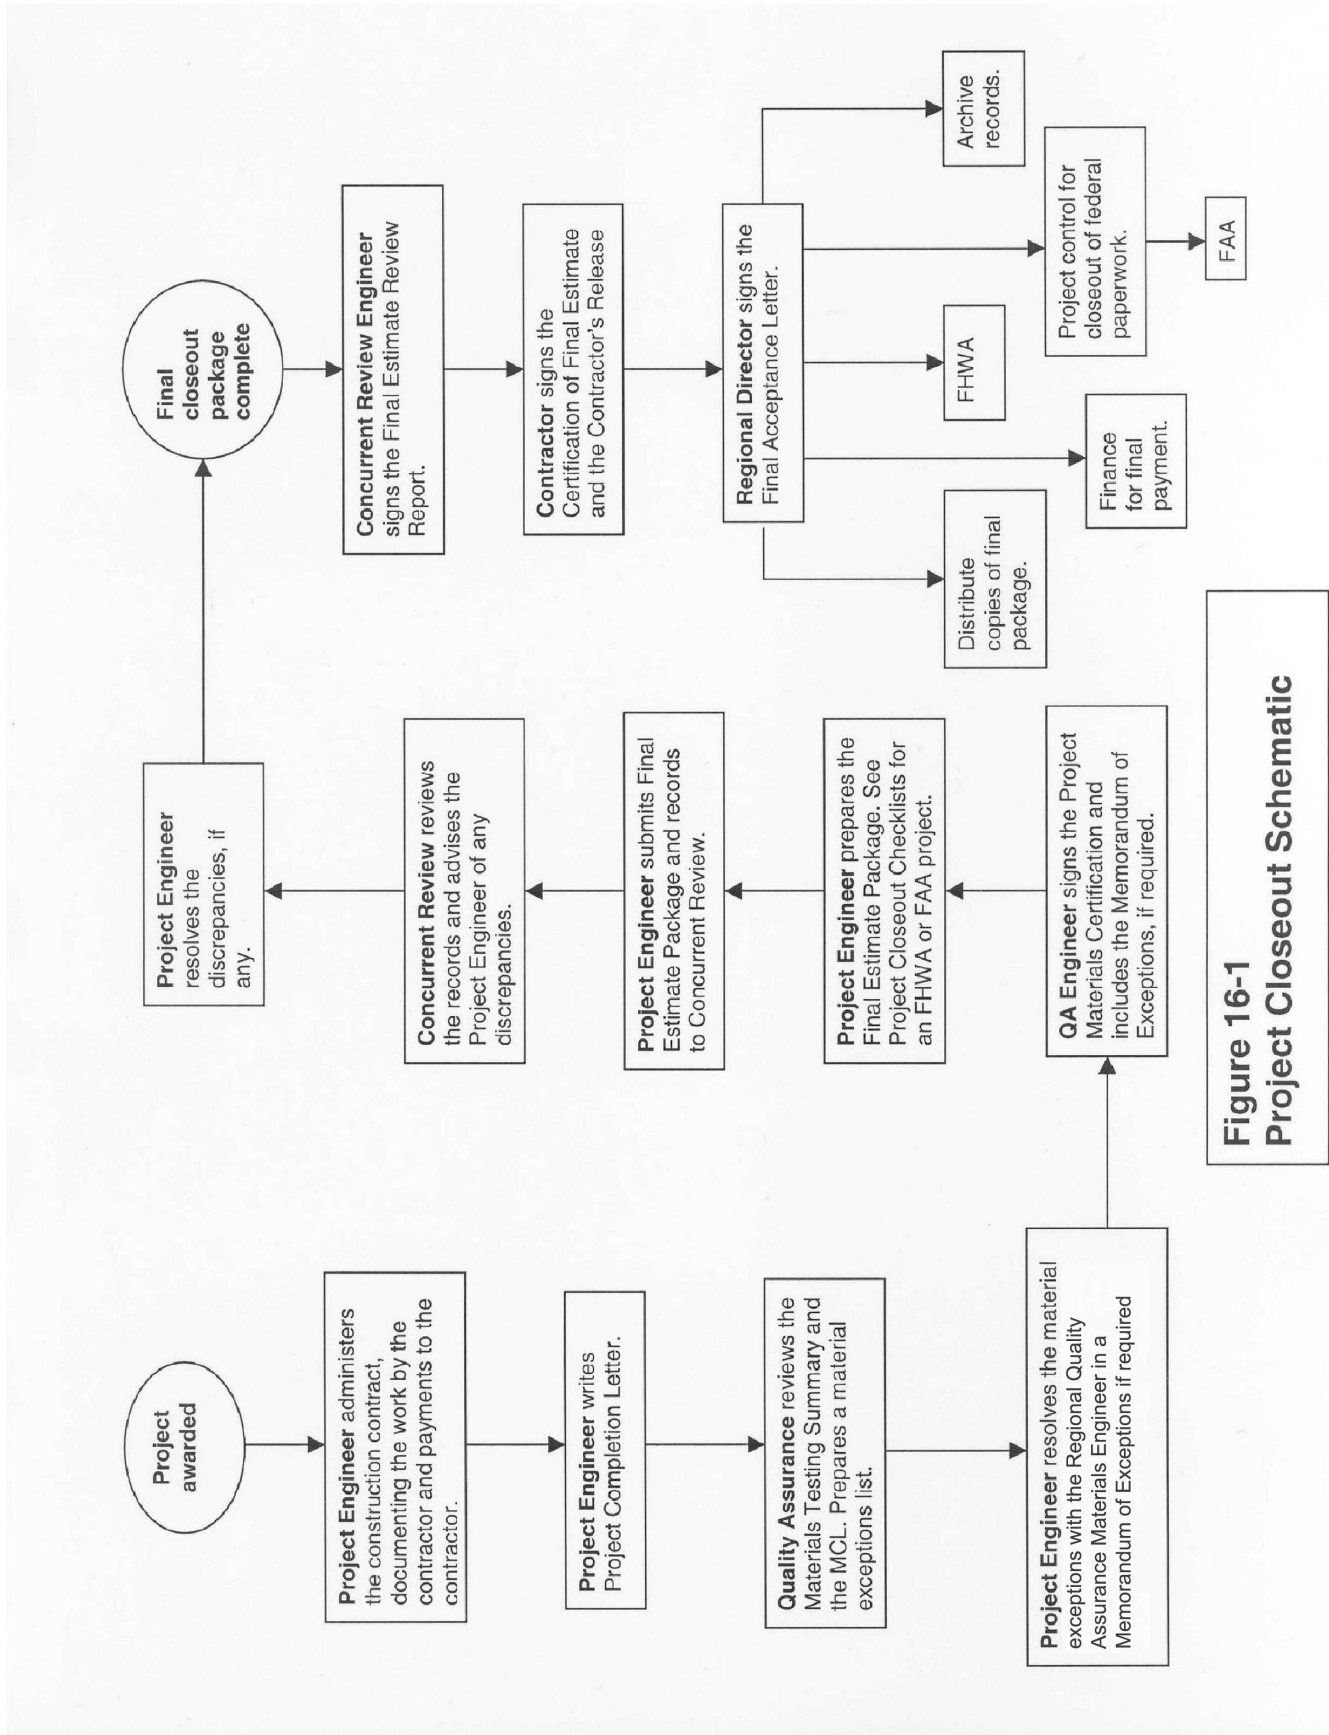 Project
awarded
Project Engineer administers
the construction contract,
documenting the work by the
contractor and payments to the
contractor.
Project Engineer writes
Project Completion Letter.
Quality Assurance reviews the
Materials Testing Summary and
the MCL. Prepares a material
exceptions list.
Project Engineer resolves the material
exceptions with the Regional Quality
Assurance Materials Engineer in a
Memorandum of Exceptions if required
QA Engineer signs the Project
Materials Certification and
includes the Memorandum of
Exceptions, if required.
Project Engineer prepares the
Final Estimate Package. See
Project Closeout Checklists for
an FHWA or FAA project.
Project Engineer submits Final
Estimate Package and records
to Concurrent Review.
Concurrent Review reviews
the records and advises the
Project Engineer of any
discrepancies.
Project Engineer
resolves the
discrepancies, if
any.
Final
closeout
package
complete
Concurrent Review Engineer
signs the Final Estimate Review
Report.
Contractor signs the
Certification of Final Estimate
and the Contractor's Release
Regional Director signs the
Final Acceptance Letter.
Distribute
copies of final
package.
Finance
for final
payment.
FHWA
Project control for
closeout of federal
paperwork.
FAA
Archive
records.
Figure 16-1
Project Closeout Schematic